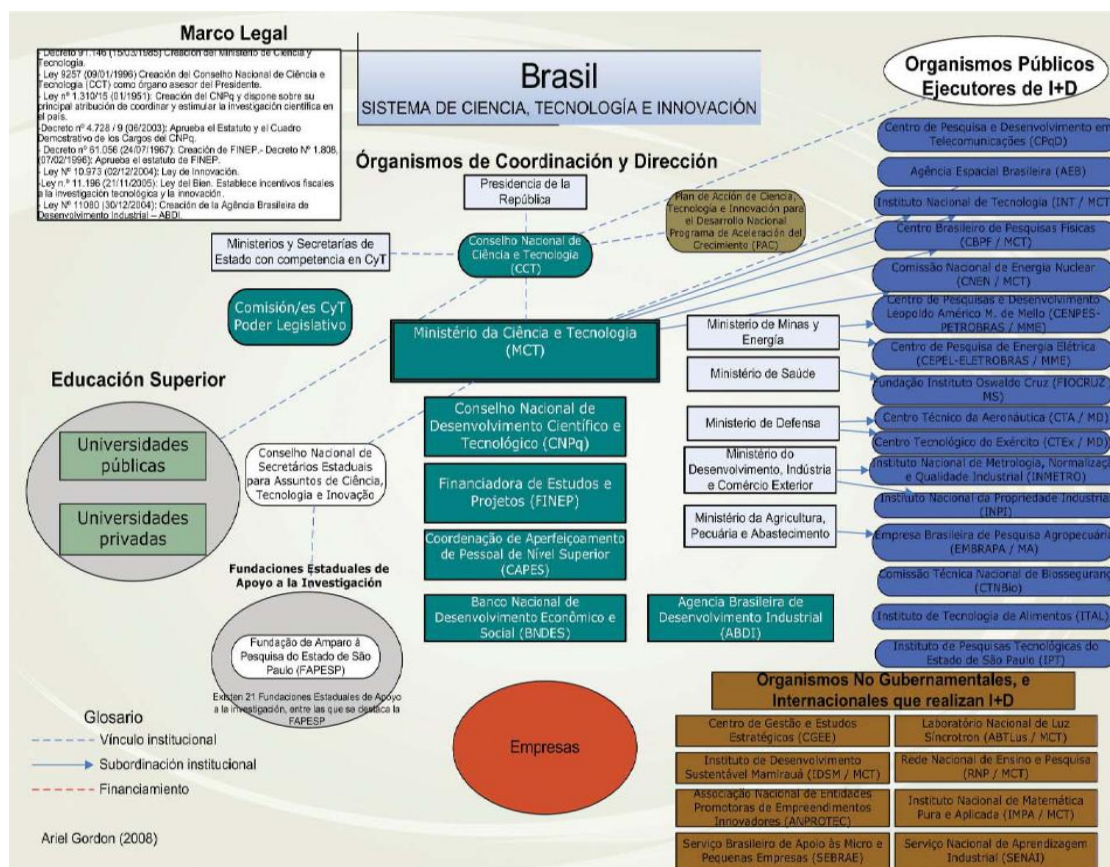 Marco Legal
- Decreto 91.146 (15/03/1985) Creación del Ministerio de Ciencia y
Tecnología.
- Ley 9257 (09/01/1996) Creación del Conselho Nacional de Ciência e
Tecnologia (CCT) como órgano asesor del Presidente.
- Ley nº 1.310/15 (01/1951): Creación del CNPq y dispone sobre su
principal atribución de coordinar y estimular la investigación científica en
el país.
-Decreto nº 4.728 / 9 (06/2003): Aprueba el Estatuto y el Cuadro
Demostrativo de los Cargos del CNPq.
- Decreto nº 61.056 (24/07/1967): Creación de FINEP.- Decreto Nº 1.808,
(07/02/1996): Aprueba el estatuto de FINEP.
- Ley Nº 10.973 (02/12/2004): Ley de Innovación.
-Ley n.º 11.196 (21/11/2005): Ley del Bien. Establece incentivos fiscales
a la investigación tecnológica y la innovación.
- Ley Nº 11080 (30/12/2004): Creación de la Agência Brasileira de
Desenvolvimento Industrial – ABDI.
Brasil
SISTEMA DE CIENCIA, TECNOLOGÍA E INNOVACIÓN
Organismos Públicos
Ejecutores de I+D
Órganismos de Coordinación y Dirección
Presidencia de la
República
Plan de Acción de Ciencia,
Tecnología e Innovación para
el Desarrollo Nacional
Programa de Aceleración del
Crecimiento (PAC)
Ministerios y Secretarías de
Estado con competencia en CyT
Conselho Nacional de
Ciência e Tecnologia
(CCT)
Comisión/es CyT
Poder Legislativo
Ministério da Ciência e Tecnologia
(MCT)
Centro de Pesquisa e Desenvolvimento em
Telecomunicações (CPqD)
Agência Espacial Brasileira (AEB)
Instituto Nacional de Tecnologia (INT / MCT
Centro Brasileiro de Pesquisas Físicas
(CBPF / MCT)
Comissão Nacional de Energia Nuclear
(CNEN / MCT)
Centro de Pesquisas e Desenvolvimento
Leopoldo Américo M. de Mello (CENPES-
PETROBRAS / MME)
Centro de Pesquisa de Energia Elétrica
(CEPEL-ELETROBRAS / MME)
Fundação Instituto Oswaldo Cruz (FIOCRUZ
MS)
Centro Técnico da Aeronáutica (CTA / MD)
Centro Tecnológico do Exército (CTEx / MD)
Instituto Nacional de Metrologia, Normalizaç
e Qualidade Industrial (INMETRO)
Instituto Nacional da Propriedade Industrial
(INPI)
Empresa Brasileira de Pesquisa Agropecuária
(EMBRAPA / MA)
Comissão Técnica Nacional de Biosseguranç
(CTNBio)
Instituto de Tecnologia de Alimentos (ITAL)
Instituto de Pesquisas Tecnológicas do
Estado de São Paulo (IPT)
Ministerio de Minas y
Energía
Ministério de Saúde
Ministerio de Defensa
Ministério do
Desenvolvimento, Indústria
e Comércio Exterior
Ministério da Agricultura,
Pecuária e Abastecimento
Educación Superior
Universidades
públicas
Universidades
privadas
Conselho Nacional de
Secretários Estaduais
para Assuntos de Ciência,
Tecnologia e Inovação
Conselho Nacional de
Desenvolvimento Científico e
Tecnológico (CNPq)
Financiadora de Estudos e
Projetos (FINEP)
Coordenação de Aperfeiçoamento
de Pessoal de Nível Superior
(CAPES)
Banco Nacional de
Desenvolvimento Econômico e
Social (BNDES)
Agencia Brasileira de
Desenvolvimento Industrial
(ABDI)
Fundaciones Estaduales de
Apoyo a la Investigación
Fundação de Amparo à
Pesquisa do Estado de São
Paulo (FAPESP)
Existen 21 Fundaciones Estaduales de Apoyo
a la investigación, entre las que se destaca la
FAPESP
Empresas
Organismos No Gubernamentales, e
Internacionales que realizan I+D
Centro de Gestão e Estudos
Estratégicos (CGEE)
Laboratório Nacional de Luz
Síncrotron (ABTLus / MCT)
Instituto de Desenvolvimento
Sustentável Mamirauá (IDSM / MCT)
Rede Nacional de Ensino e Pesquisa
(RNP / MCT)
Associação Nacional de Entidades
Promotoras de Empreendimentos
Innovadores (ANPROTEC)
Instituto Nacional de Matemática
Pura e Aplicada (IMPA / MCT)
Serviço Brasileiro de Apoio às Micro e
Pequenas Empresas (SEBRAE)
Serviço Nacional de Aprendizagem
Industrial (SENAI)
Glosario
Vínculo institucional
Subordinación institucional
Financiamiento
Ariel Gordon (2008)